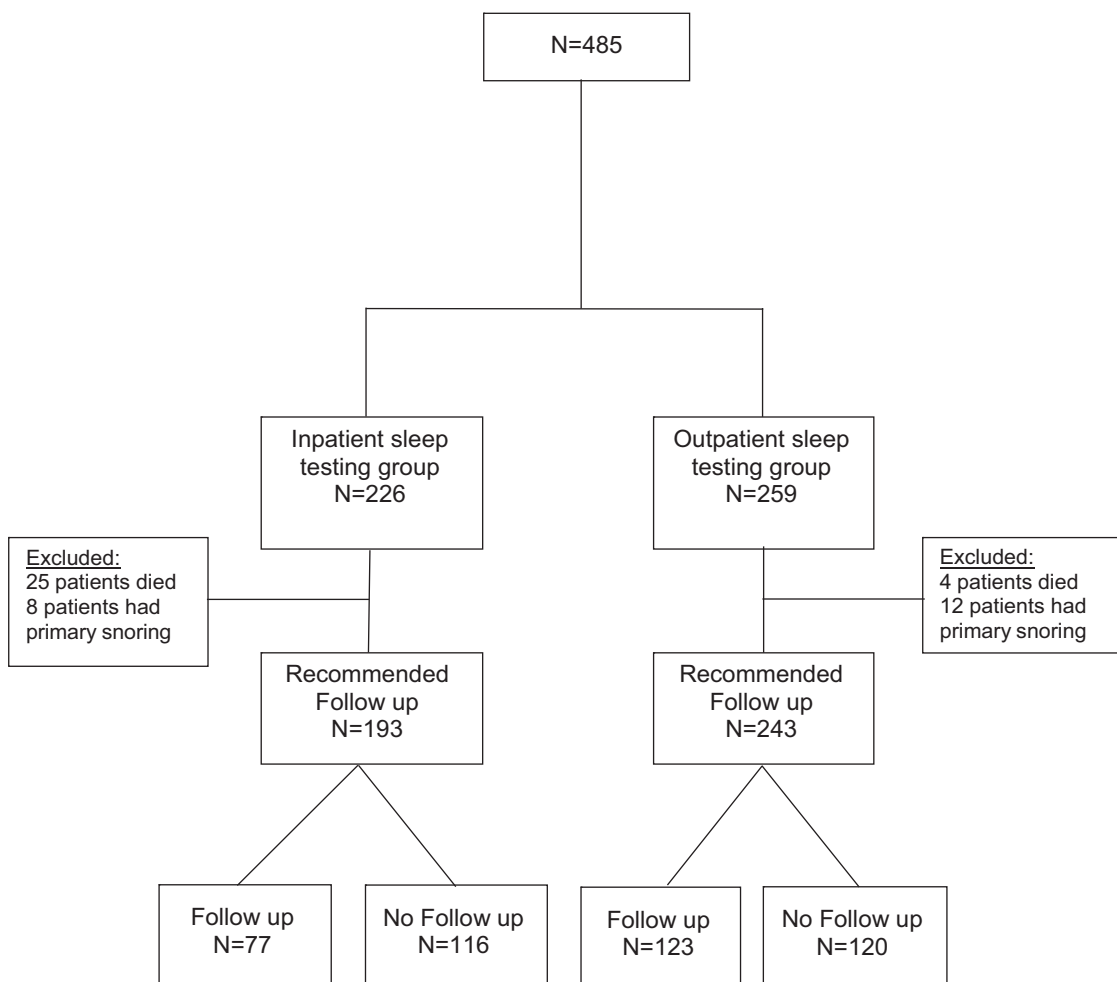 N=485
Inpatient sleep
testing group
N=226
Outpatient sleep
testing group
N=259
Excluded:
25 patients died
8 patients had
primary snoring
Excluded:
4 patients died
12 patients had
primary snoring
Recommended
Follow up
N=193
Recommended
Follow up
N=243
Follow up
N=77
No Follow up
N=116
Follow up
N=123
No Follow up
N=120